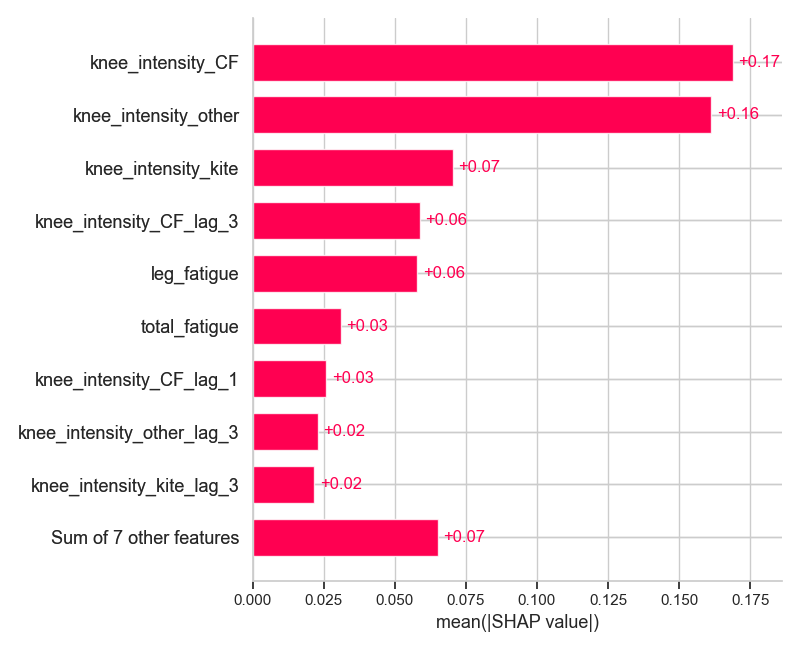 knee_intensity_CF +0.17
knee_intensity_other +0.16
knee_intensity_kite +0.07
knee_intensity_CF_lag_3 +0.06
leg_fatigue +0.06
total_fatigue +0.03
knee_intensity_CF_lag_1 +0.03
knee_intensity_other_lag_3 +0.02
knee_intensity_kite_lag_3 +0.02
Sum of 7 other features +0.07
0.000 0.025 0.050 0.075 0.100 0.125 0.150 0.175
mean(|SHAP value|)